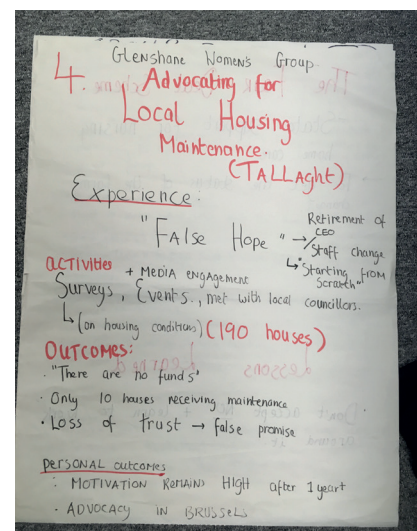 Glenshane Women's Group
4. Advocating for
Local Housing
Maintenance.
(TALLAght)
Experience:
"False Hope" → Retirement of
CEO
Staff change
↳ "Starting from
Scratch"
ACTIVITIES + MEDIA ENGAGEMENT
Surveys, Events., met with local councillors.
↳ (on housing conditions) (190 houses)
OUTCOMES:
· "There are no funds"
· Only 10 houses receiving maintenance
· Loss of trust → false promise
PERSONAL OUTCOMES
: MOTIVATION REMAINS HIGH after 1 year+
· ADVOCACY IN BRUSSELS